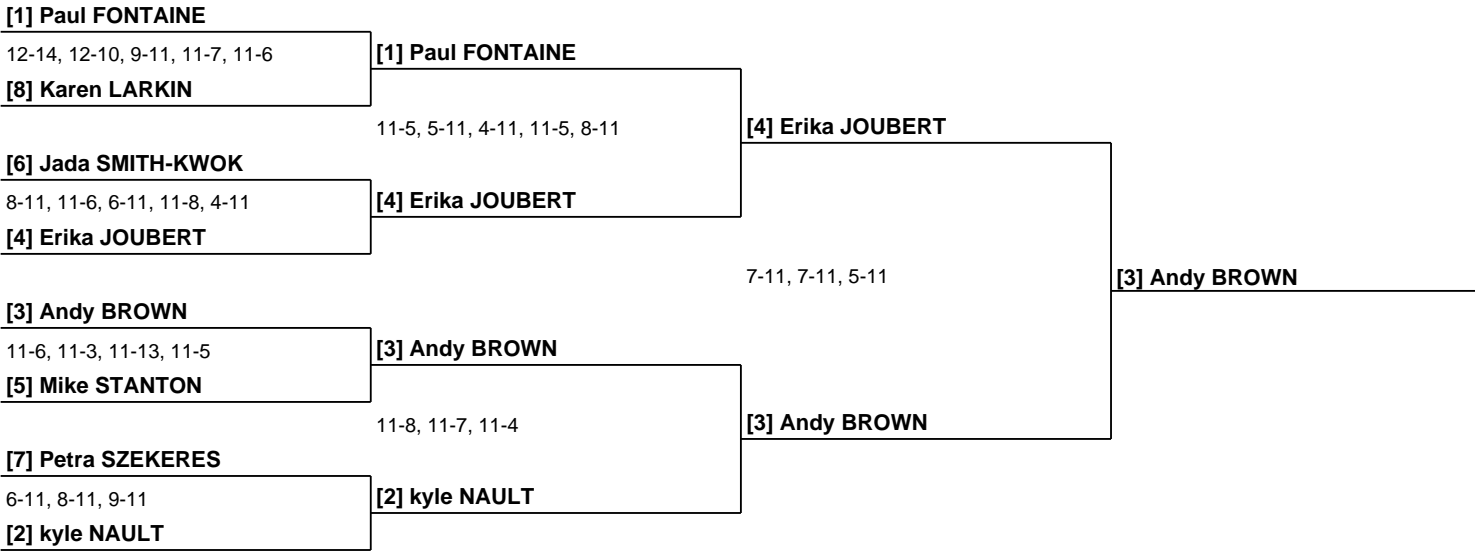 [1] Paul FONTAINE
12-14, 12-10, 9-11, 11-7, 11-6
[1] Paul FONTAINE
[8] Karen LARKIN
11-5, 5-11, 4-11, 11-5, 8-11
[4] Erika JOUBERT
[6] Jada SMITH-KWOK
8-11, 11-6, 6-11, 11-8, 4-11
[4] Erika JOUBERT
[4] Erika JOUBERT
7-11, 7-11, 5-11
[3] Andy BROWN
[3] Andy BROWN
11-6, 11-3, 11-13, 11-5
[3] Andy BROWN
[5] Mike STANTON
11-8, 11-7, 11-4
[3] Andy BROWN
[7] Petra SZEKERES
6-11, 8-11, 9-11
[2] kyle NAULT
[2] kyle NAULT